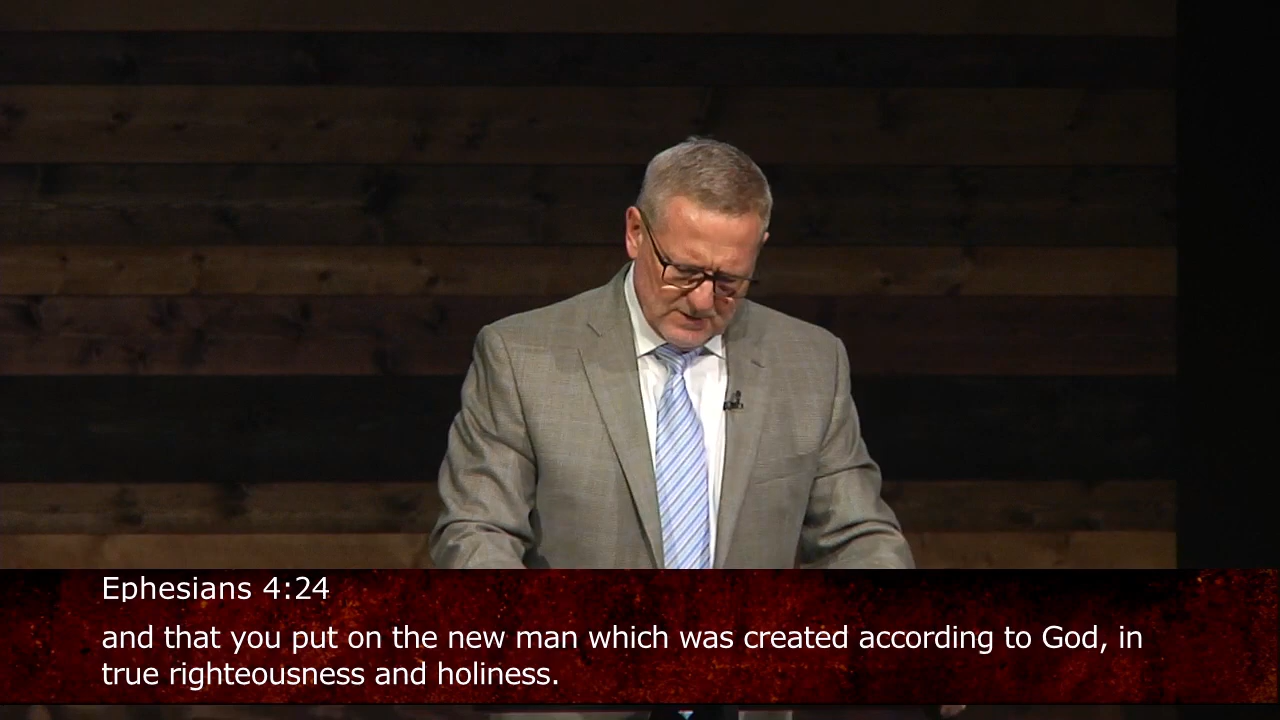 Ephesians 4:24
and that you put on the new man which was created according to God, in
true righteousness and holiness.